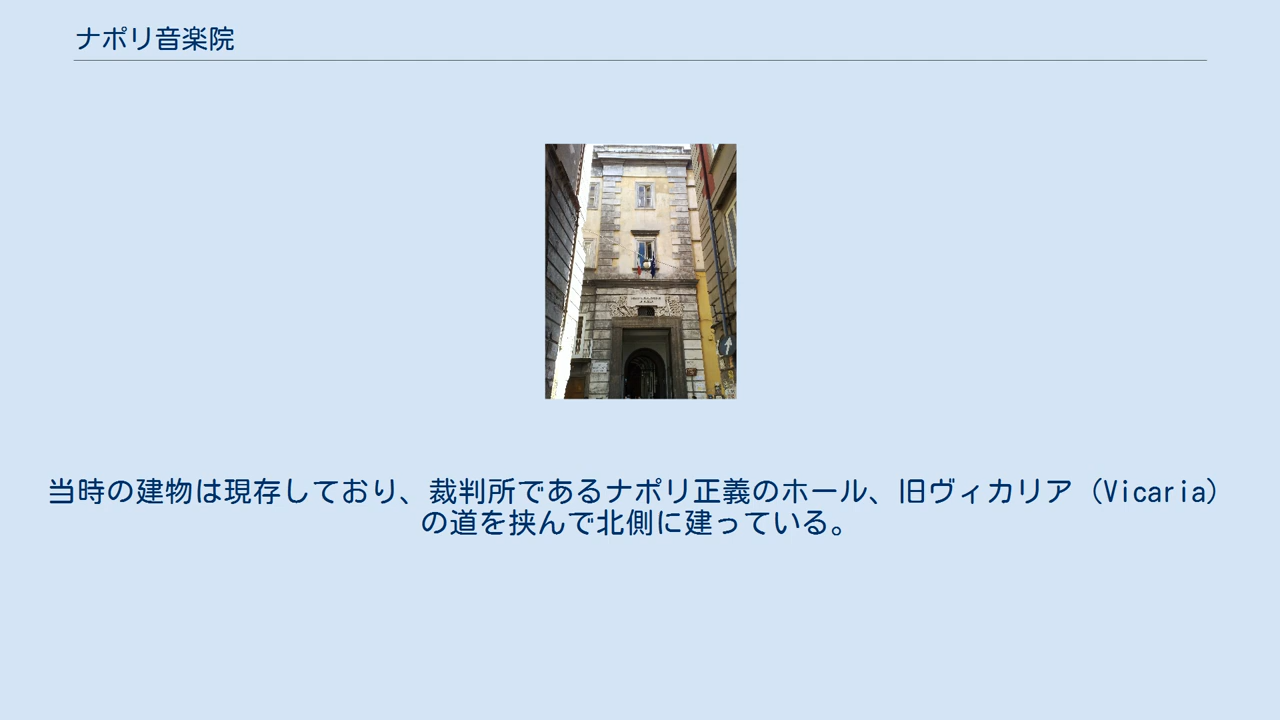 ナポリ音楽院
当時の建物は現存しており、裁判所であるナポリ正義のホール、旧ヴィカリア（Vicaria）
の道を挟んで北側に建っている。